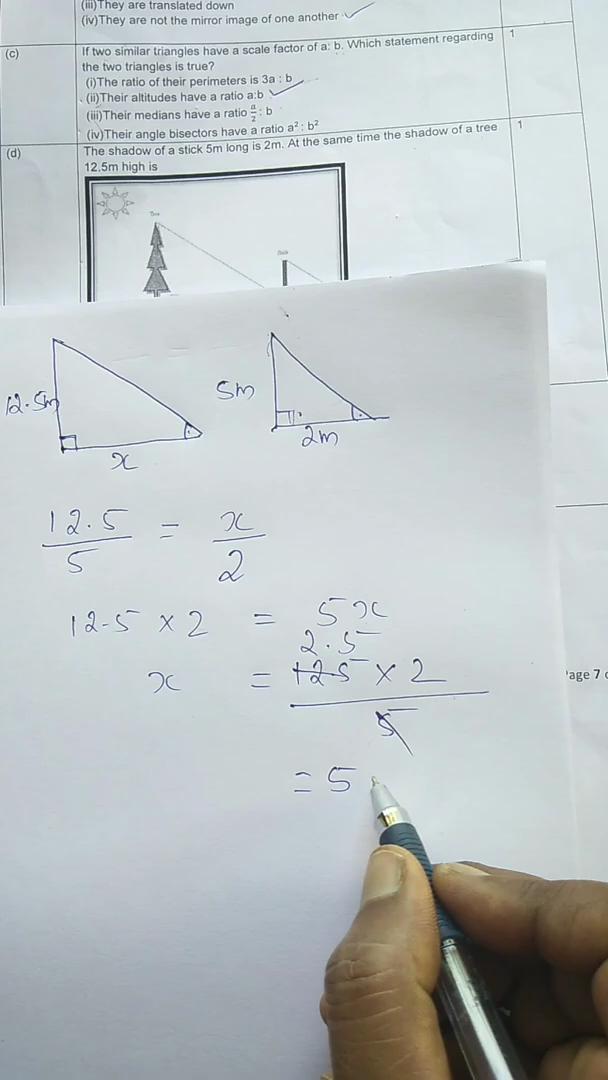 (iii)They are translated down
(iv)They are not the mirror image of one another
(c)
If two similar triangles have a scale factor of a: b. Which statement regarding
1
the two triangles is true?
(i)The ratio of their perimeters is 3a : b
(ii)Their altitudes have a ratio a:b
(iii)Their medians have a ratio a/2 : b
(iv)Their angle bisectors have a ratio a² : b²
(d)
The shadow of a stick 5m long is 2m. At the same time the shadow of a tree
1
12.5m high is
Tree
12.5m
x
5m
2m
12.5/5 = x/2
12.5 × 2 = 5x
2.5
x = 125 × 2 / 5
= 5
age 7